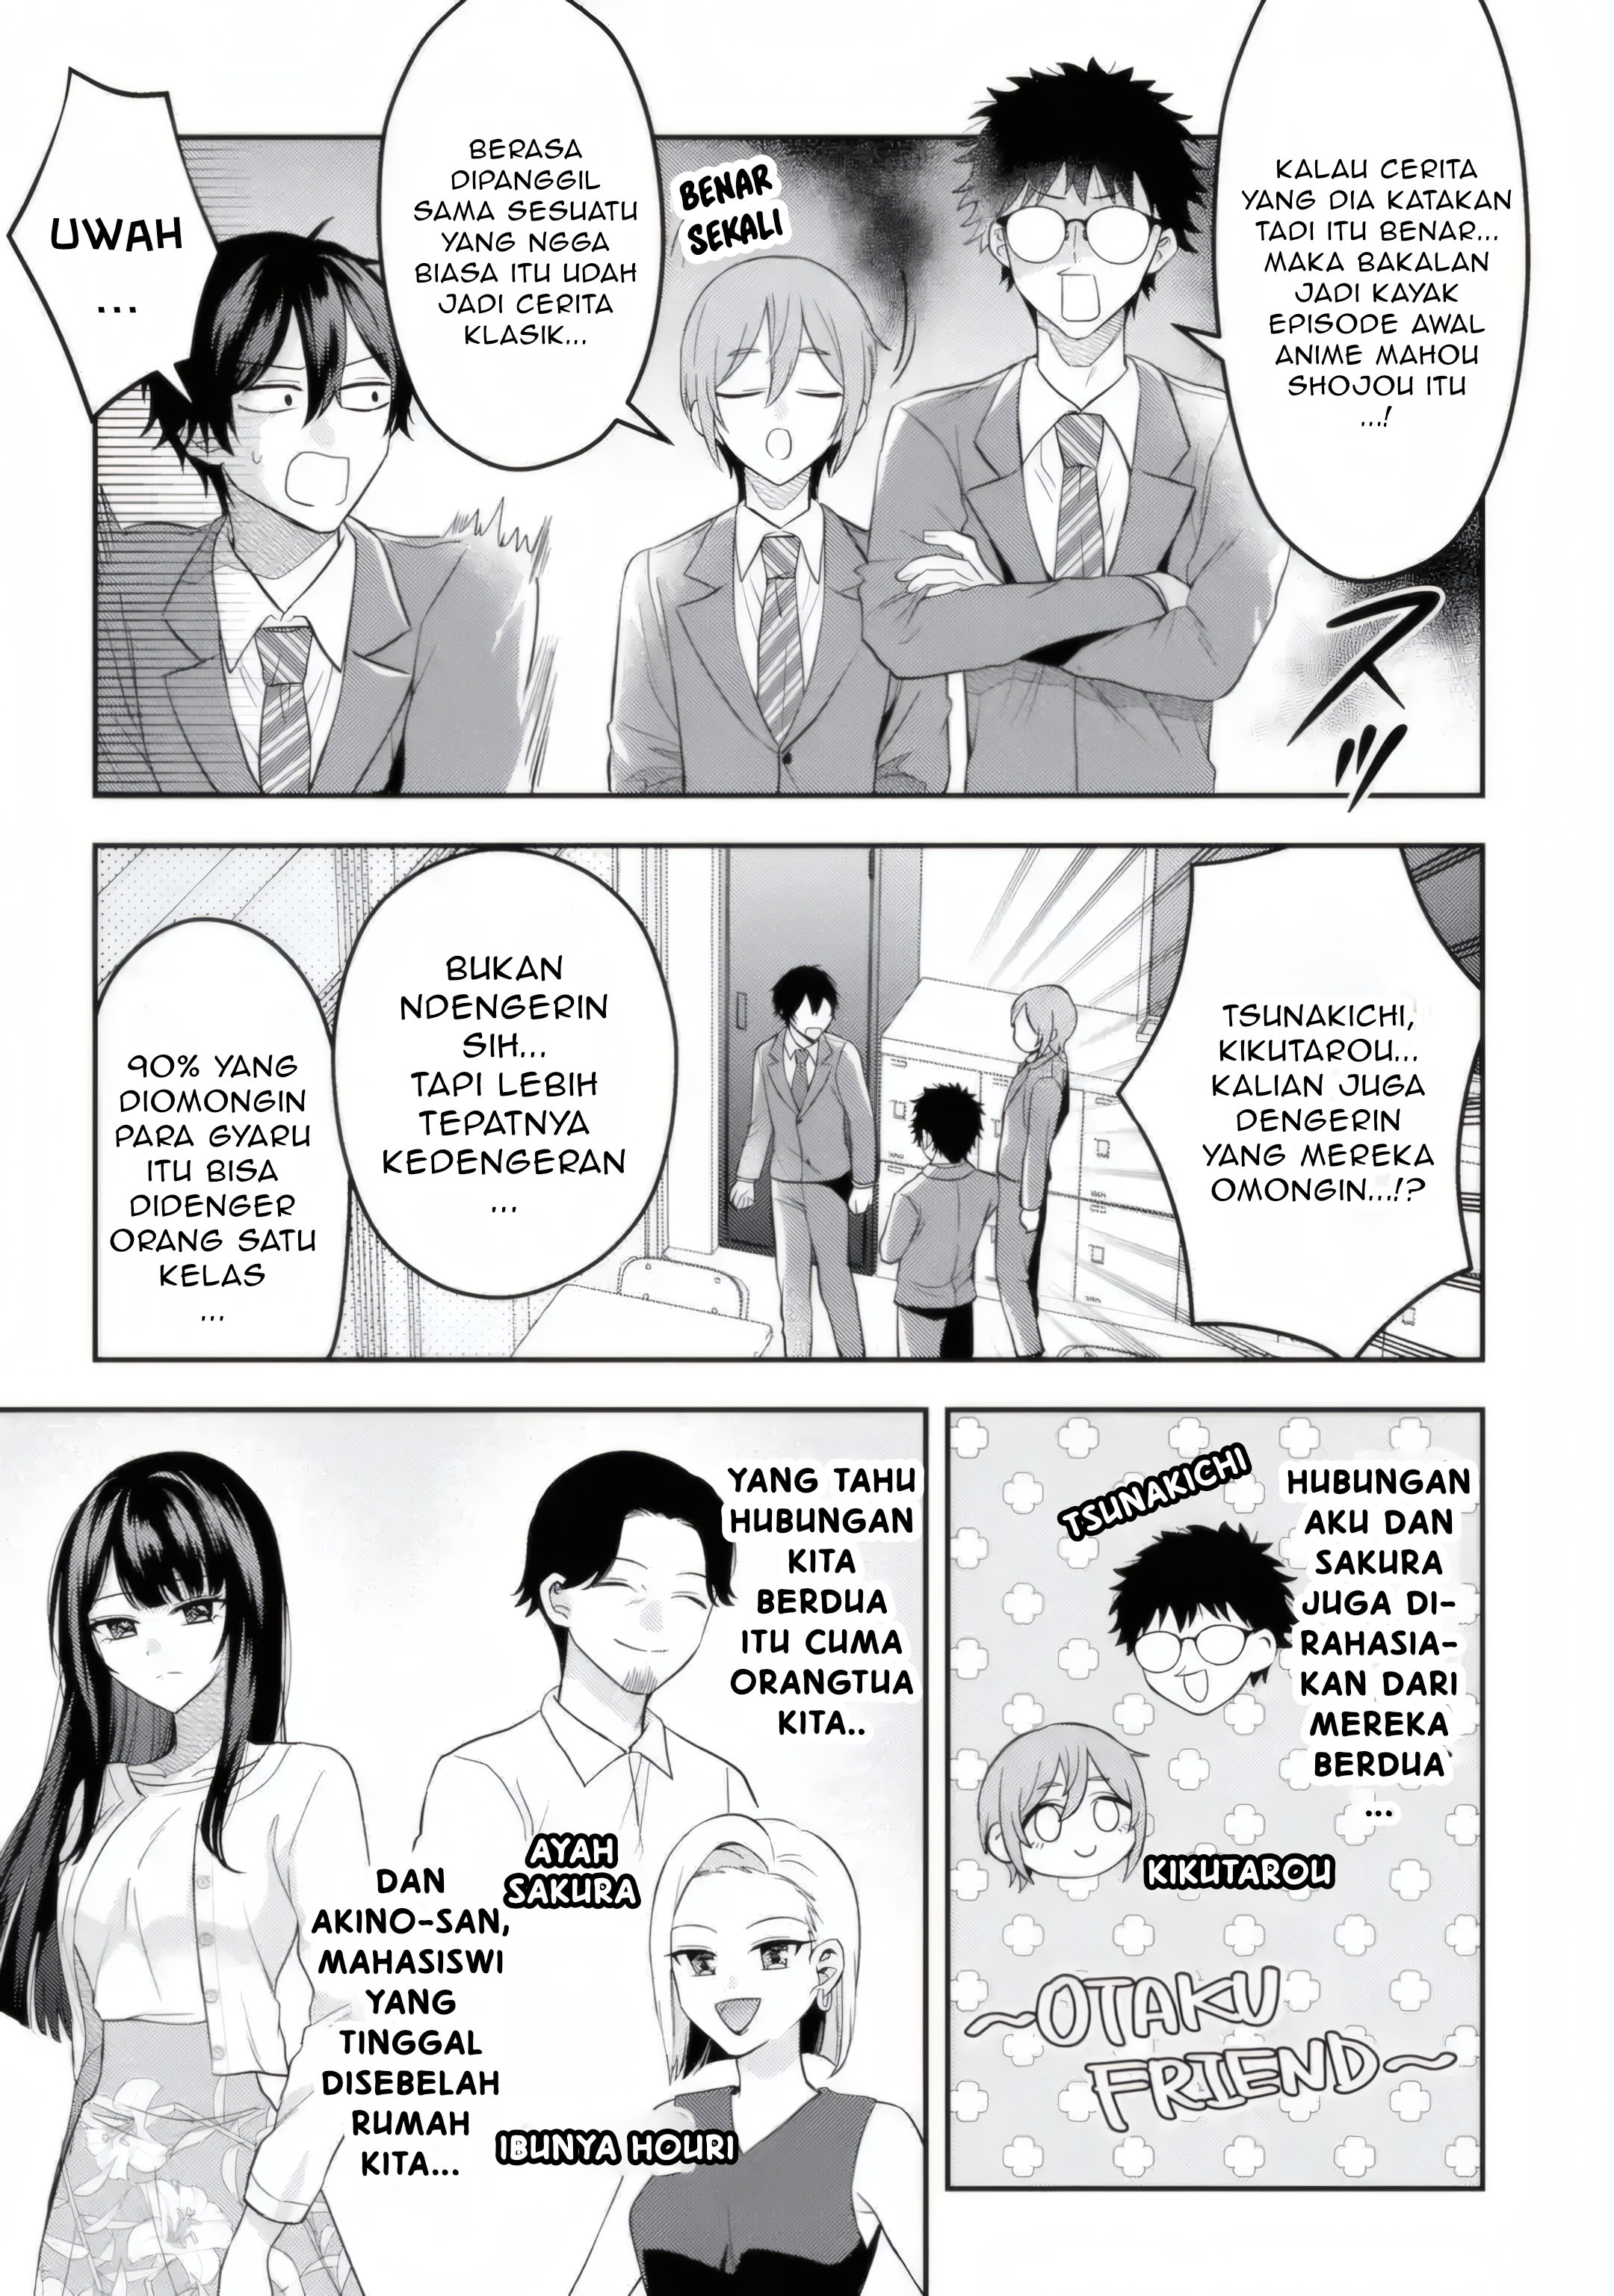 KALAU CERITA
YANG DIA KATAKAN
TADI ITU BENAR...
MAKA BAKALAN
JADI KAYAK
EPISODE AWAL
ANIME MAHOU
SHOJOU ITU
...!
BENAR
SEKALI
BERASA
DIPANGGIL
SAMA SESUATU
YANG NGGA
BIASA ITU UDAH
JADI CERITA
KLASIK...
UWAH
...
スッ
TSUNAKICHI,
KIKUTAROU...
KALIAN JUGA
DENGERIN
YANG MEREKA
OMONGIN...!?
BUKAN
NDENGERIN
SIH...
TAPI LEBIH
TEPATNYA
KEDENGERAN
...
90% YANG
DIOMONGIN
PARA GYARU
ITU BISA
DIDENGER
ORANG SATU
KELAS
...
HUBUNGAN
AKU DAN
SAKURA
JUGA DI-
RAHASIA-
KAN DARI
MEREKA
BERDUA
...
TSUNAKICHI
KIKUTAROU
~OTAKU
FRIEND~
YANG TAHU
HUBUNGAN
KITA
BERDUA
ITU CUMA
ORANGTUA
KITA..
AYAH
SAKURA
IBUNYA HOURI
DAN
AKINO-SAN,
MAHASISWI
YANG
TINGGAL
DISEBELAH
RUMAH
KITA...